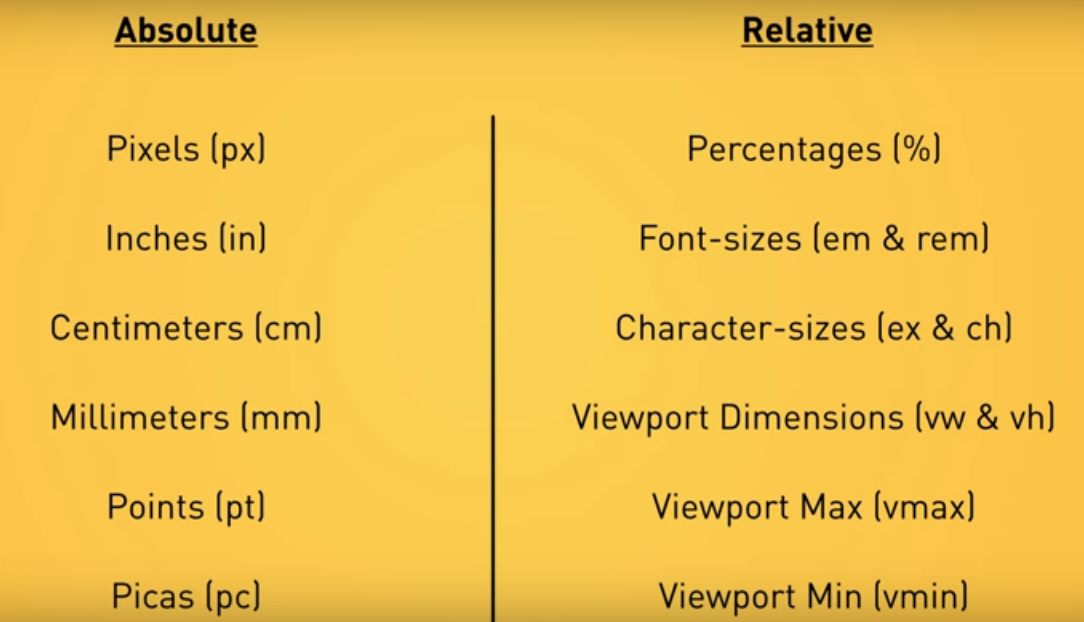 Absolute
Relative
Pixels (px)
Percentages (%)
Inches (in)
Font-sizes (em & rem)
Centimeters (cm)
Character-sizes (ex & ch)
Millimeters (mm)
Viewport Dimensions (vw & vh)
Points (pt)
Viewport Max (vmax)
Picas (pc)
Viewport Min (vmin)